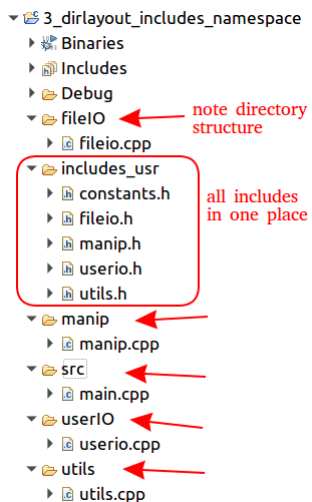 3_dirlayout_includes_namespace
Binaries
Includes
Debug
fileIO
note directory
structure
fileio.cpp
includes_usr
constants.h
all includes
in one place
fileio.h
manip.h
userio.h
utils.h
manip
manip.cpp
src
main.cpp
userIO
userio.cpp
utils
utils.cpp